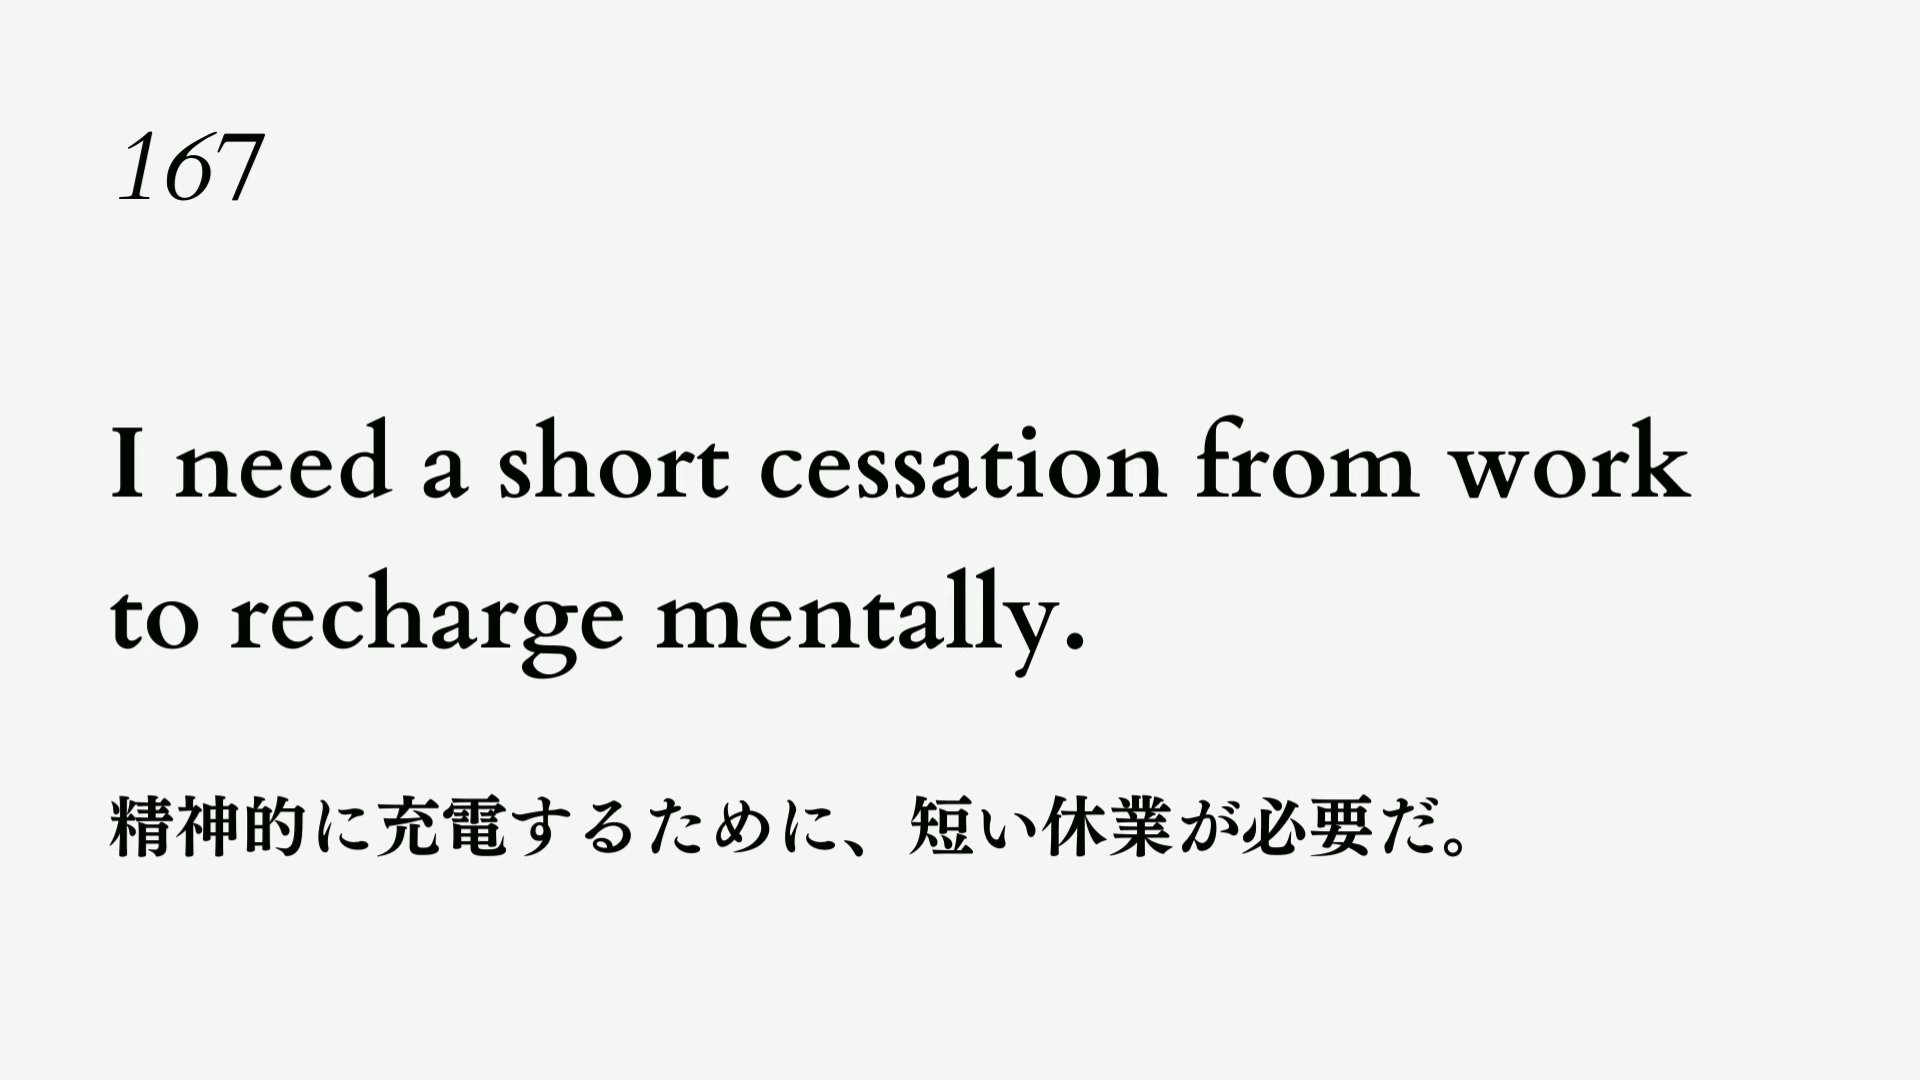 167
I need a short cessation from work
to recharge mentally.
精神的に充電するために、短い休業が必要だ。